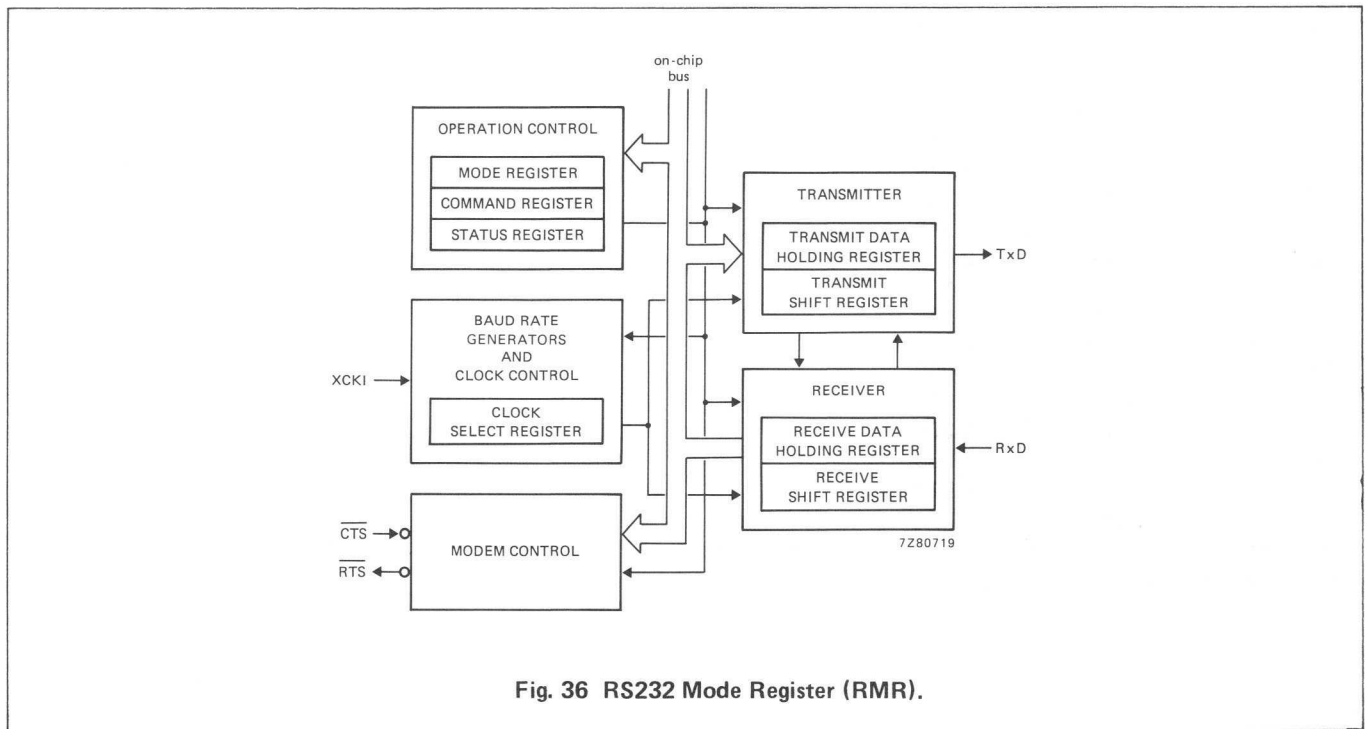 on-chip
bus
OPERATION CONTROL
MODE REGISTER
COMMAND REGISTER
STATUS REGISTER
TRANSMITTER
TRANSMIT DATA
HOLDING REGISTER
TRANSMIT
SHIFT REGISTER
TxD
BAUD RATE
GENERATORS
AND
CLOCK CONTROL
CLOCK
SELECT REGISTER
XCKI
RECEIVER
RECEIVE DATA
HOLDING REGISTER
RECEIVE
SHIFT REGISTER
RxD
7Z80719
CTS
RTS
MODEM CONTROL
Fig. 36 RS232 Mode Register (RMR).